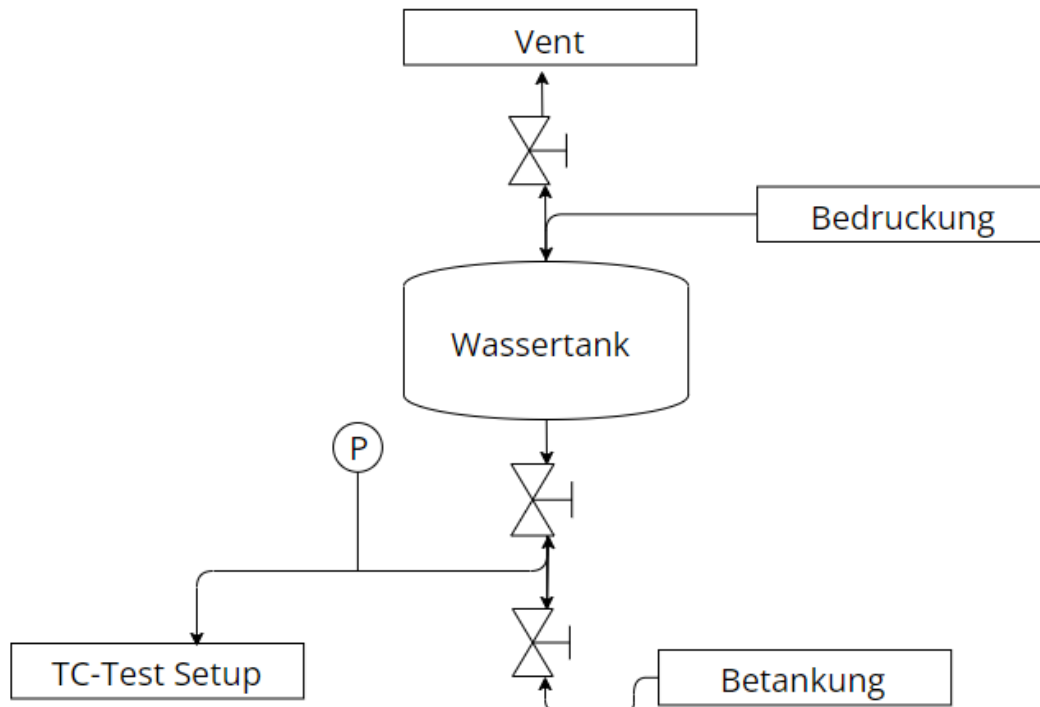 Vent
Bedruckung
Wassertank
P
TC-Test Setup
Betankung